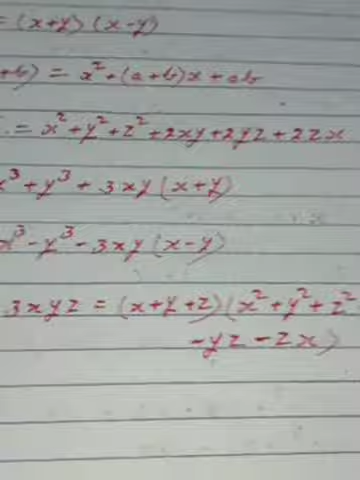 = (x+y) (x-y)
+b) = x² + (a+b)x + ab
. = x² + y² + z² + 2xy + 2yz + 2zx
x³ + y³ + 3xy (x+y)
x³ - y³ - 3xy (x-y)
3xyz = (x+y+z) (x² + y² + z²
- yz - zx)